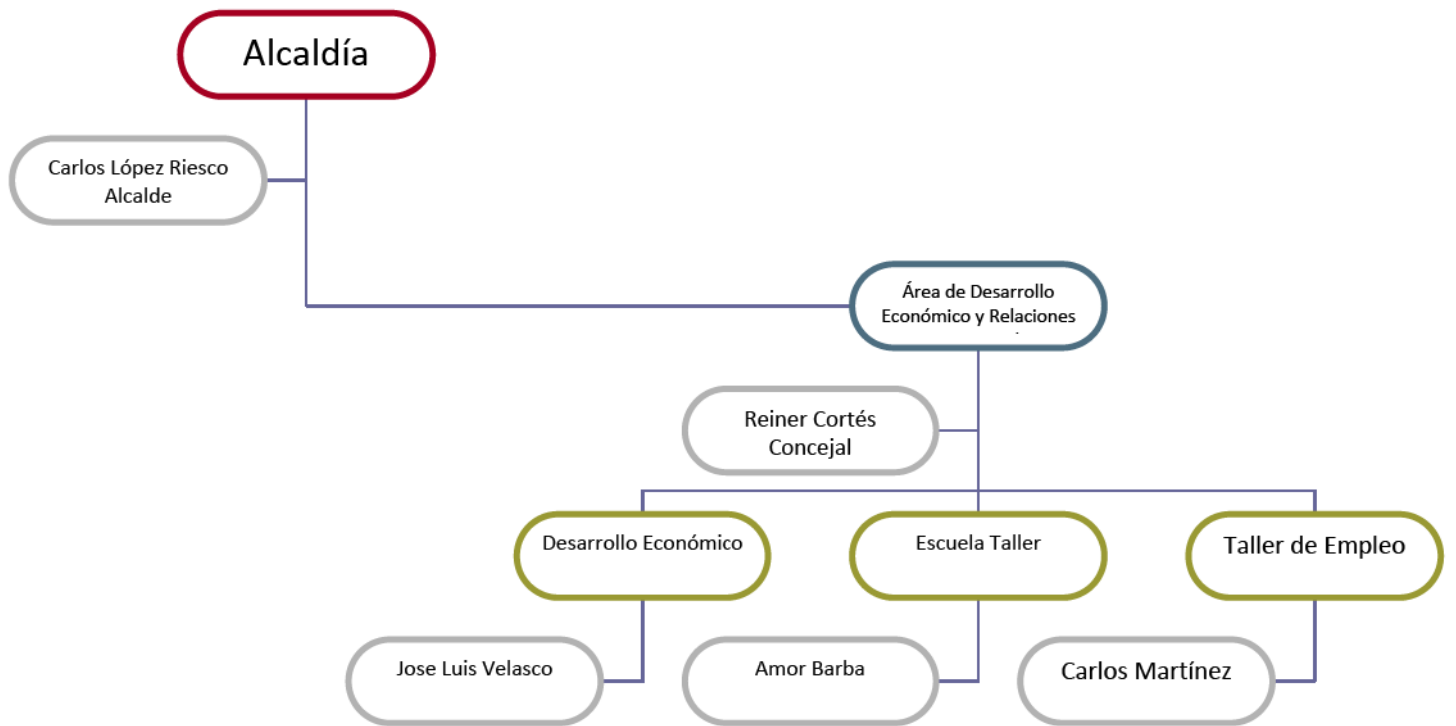 Alcaldía
Carlos López Riesco
Alcalde
Área de Desarrollo
Económico y Relaciones
Reiner Cortés
Concejal
Desarrollo Económico
Escuela Taller
Taller de Empleo
Jose Luis Velasco
Amor Barba
Carlos Martínez